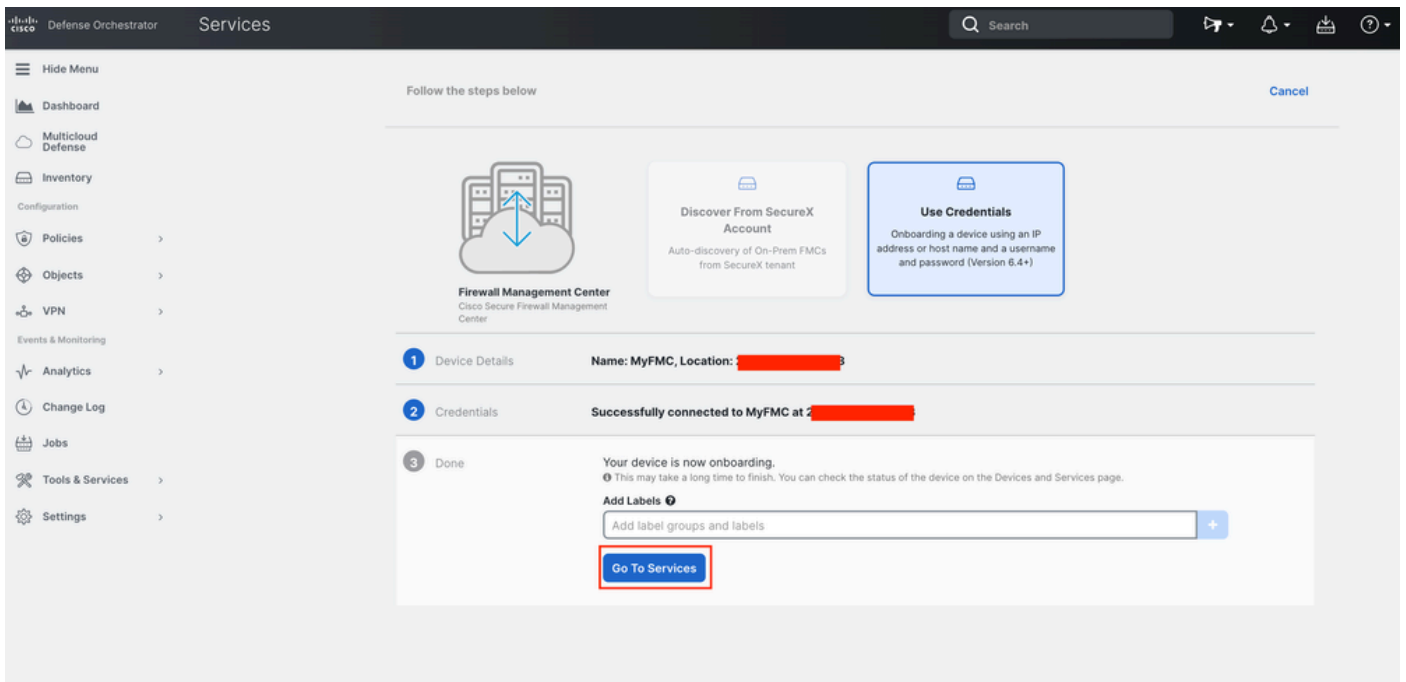 cisco
Defense Orchestrator
Services
Search
Hide Menu
Dashboard
Multicloud
Defense
Inventory
Configuration
Policies
Objects
VPN
Events & Monitoring
Analytics
Change Log
Jobs
Tools & Services
Settings
Follow the steps below
Cancel
Firewall Management Center
Cisco Secure Firewall Management
Center
Discover From SecureX
Account
Auto-discovery of On-Prem FMCs
from SecureX tenant
Use Credentials
Onboarding a device using an IP
address or host name and a username
and password (Version 6.4+)
1 Device Details Name: MyFMC, Location:
2 Credentials Successfully connected to MyFMC at
3 Done Your device is now onboarding.
This may take a long time to finish. You can check the status of the device on the Devices and Services page.
Add Labels
Add label groups and labels
+
Go To Services